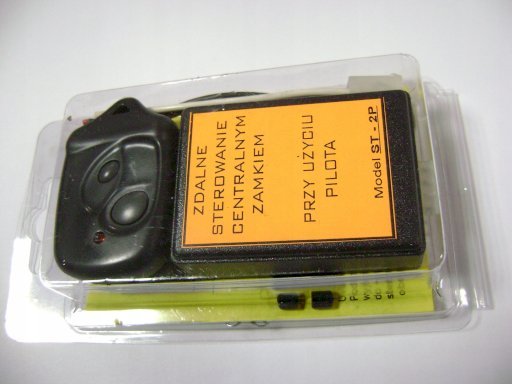 ZDALNE
STEROWANIE
CENTRALNYM
ZAMKIEM
PRZY UŻYCIU
PILOTA
Model ST - 2P